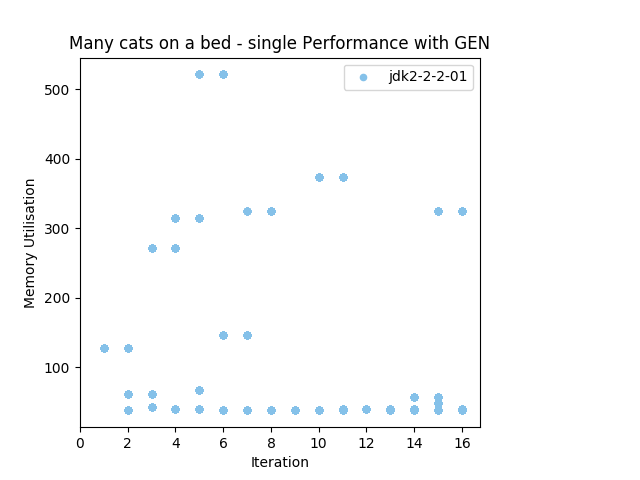 Many cats on a bed - single Performance with GEN
jdk2-2-2-01
500
400
300
200
100
Memory Utilisation
0 2 4 6 8 10 12 14 16
Iteration